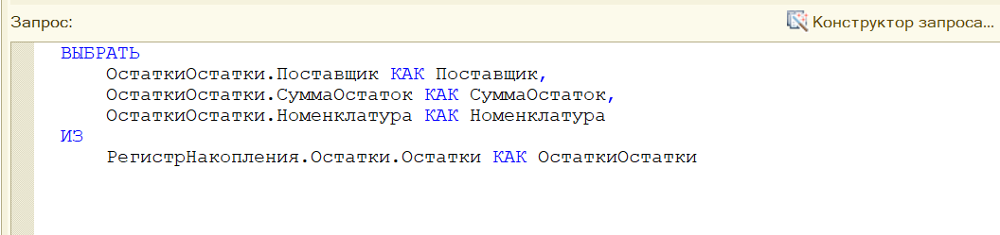 Запрос:
Конструктор запроса...
ВЫБРАТЬ
ОстаткиОстатки.Поставщик КАК Поставщик,
ОстаткиОстатки.СуммаОстаток КАК СуммаОстаток,
ОстаткиОстатки.Номенклатура КАК Номенклатура
ИЗ
РегистрНакопления.Остатки.Остатки КАК ОстаткиОстатки